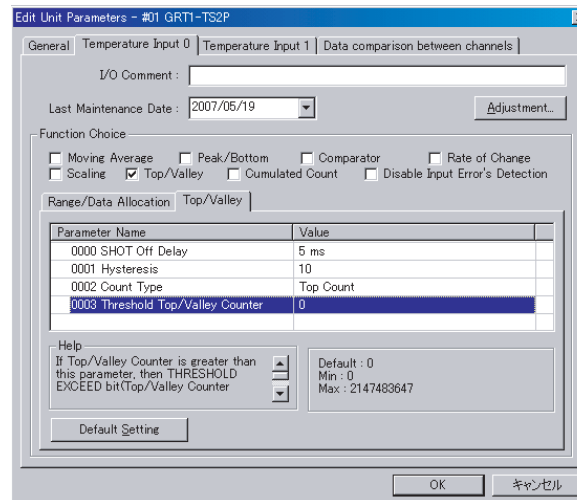 Edit Unit Parameters - #01 GRT1-TS2P
General Temperature Input 0 Temperature Input 1 Data comparison between channels
I/O Comment :
Last Maintenance Date : 2007/05/19 Adjustment...
Function Choice
Moving Average Peak/Bottom Comparator Rate of Change
Scaling Top/Valley Cumulated Count Disable Input Error's Detection
Range/Data Allocation Top/Valley
Parameter Name Value
0000 SHOT Off Delay 5 ms
0001 Hysteresis 10
0002 Count Type Top Count
0003 Threshold Top/Valley Counter 0
Help
If Top/Valley Counter is greater than
this parameter, then THRESHOLD
EXCEED bit(Top/Valley Counter
Default : 0
Min : 0
Max : 2147483647
Default Setting
OK キャンセル